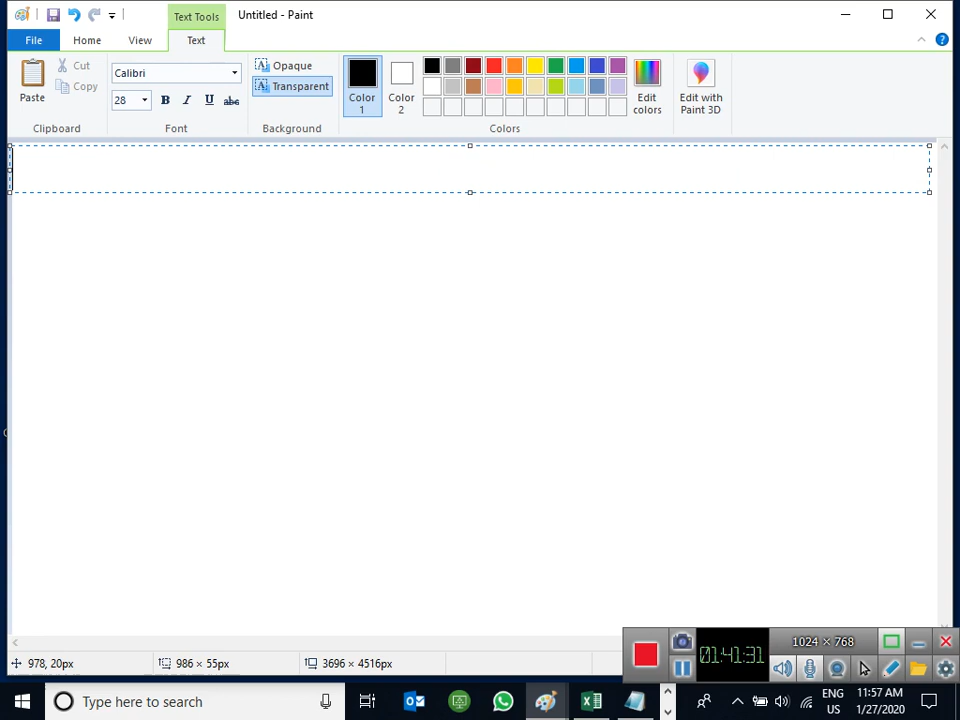 Text Tools
Untitled - Paint
File
Home
View
Text
Paste
Cut
Copy
Clipboard
Calibri
28
B I U abc
Font
Opaque
Transparent
Background
Color 1
Color 2
Edit colors
Colors
Edit with Paint 3D
978, 20px
986 × 55px
3696 × 4516px
01:41:31
1024 × 768
Type here to search
ENG
US
11:57 AM
1/27/2020